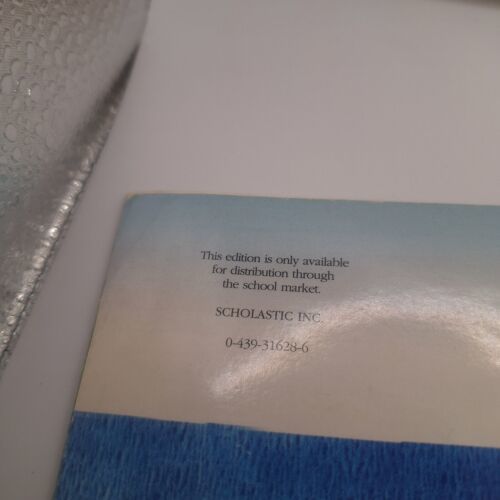 This edition is only available
for distribution through
the school market.
SCHOLASTIC INC.
0-439-31628-6